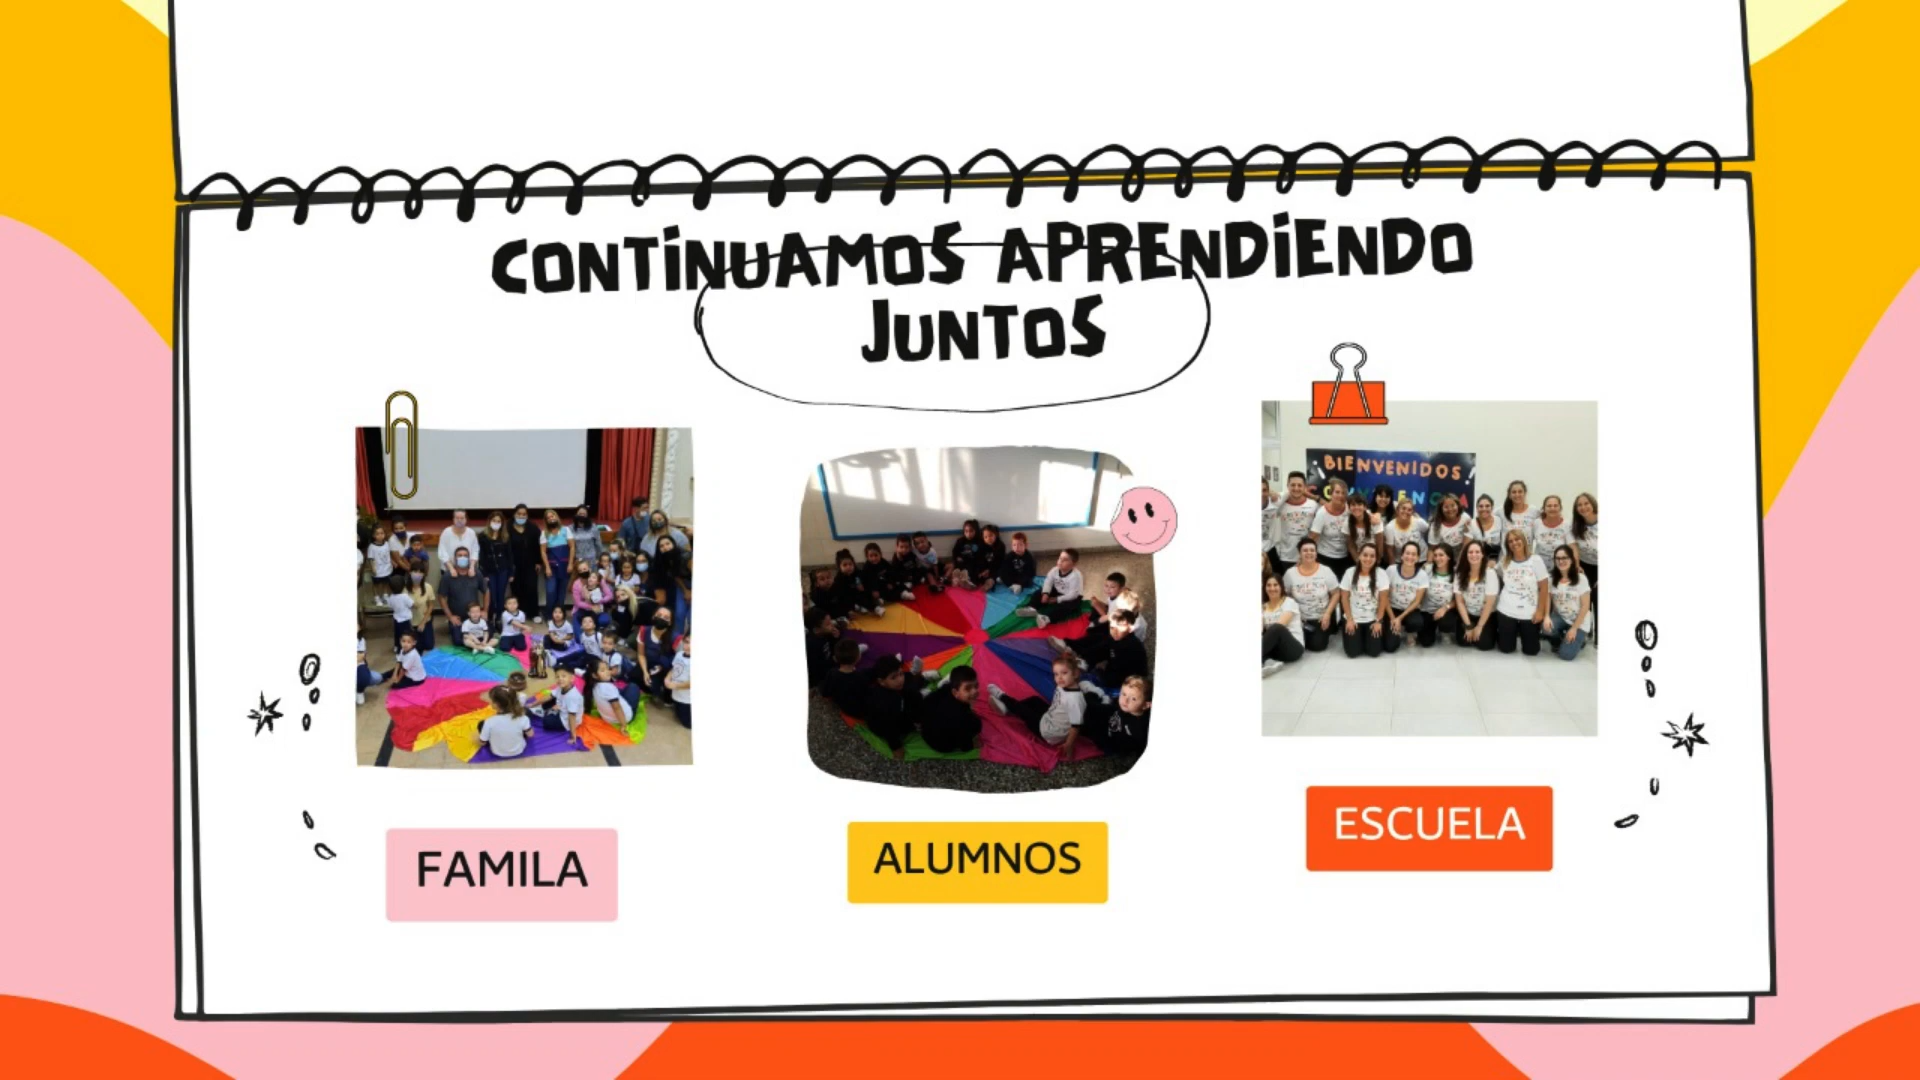 CONTINUAMOS APRENDIENDO
JUNTOS
¡BIENVENIDOS!
FAMILA
ALUMNOS
ESCUELA